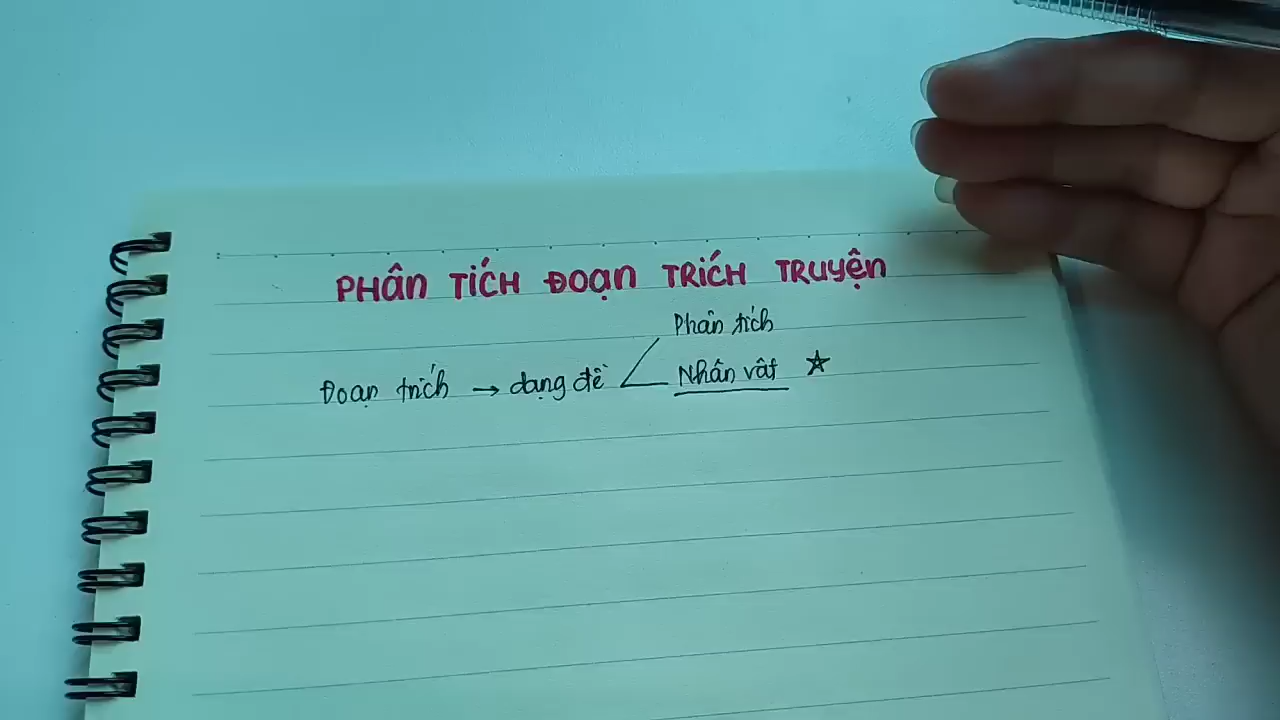 PHÂN TÍCH ĐOẠN TRÍCH TRUYỆN
Phân tích
Đoạn trích → dạng đề Nhân vật ☆